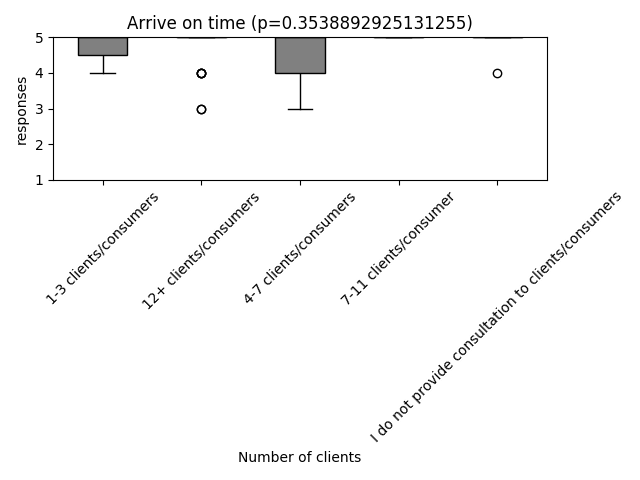 Arrive on time (p=0.3538892925131255)
responses
5
4
3
2
1
1-3 clients/consumers
12+ clients/consumers
4-7 clients/consumers
7-11 clients/consumer
I do not provide consultation to clients/consumers
Number of clients